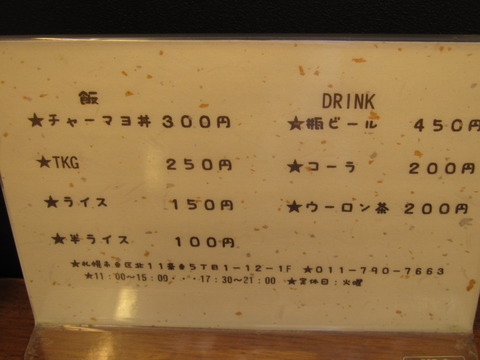 飯
★チャーマヨ丼 300円
★TKG 250円
★ライス 150円
★半ライス 100円
DRINK
★瓶ビール 450円
★コーラ 200円
★ウーロン茶 200円
★札幌市東区北11条東5丁目1-12-1F ★011-790-7663
★11:00~15:00・・・17:30~21:00 ★定休日:火曜